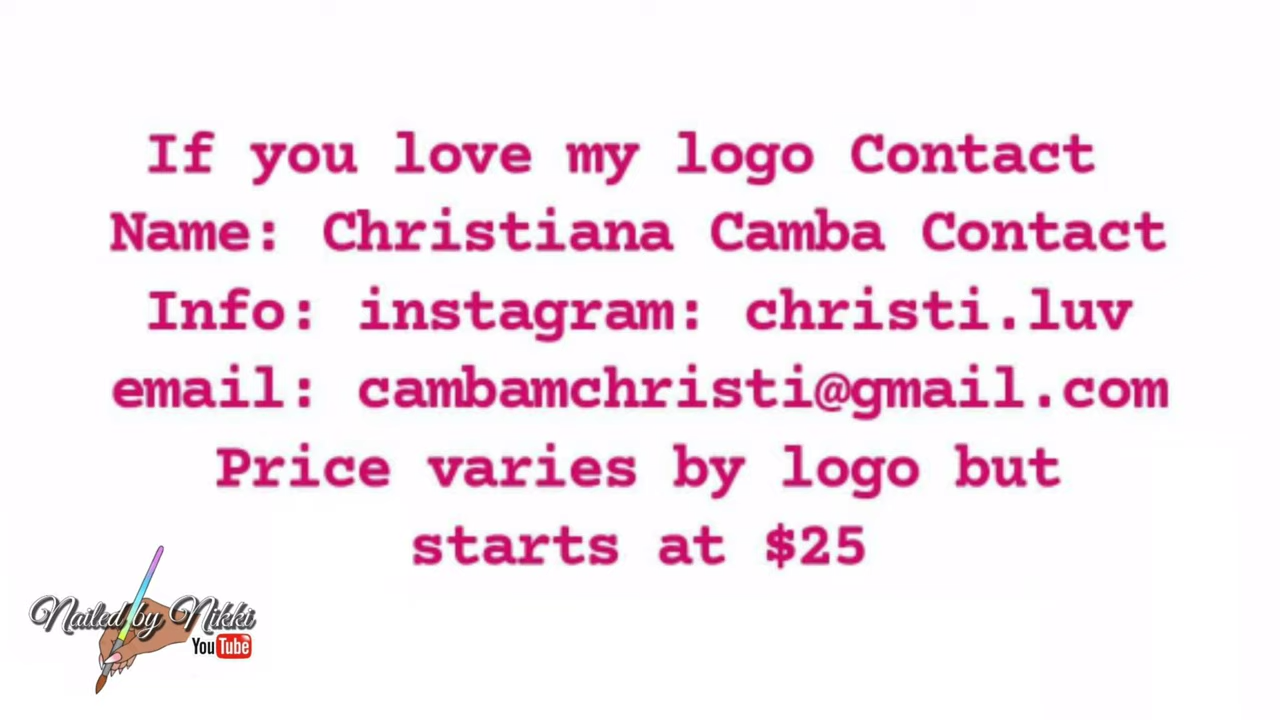 If you love my logo Contact
Name: Christiana Camba Contact
Info: instagram: christi.luv
email: cambamchristi@gmail.com
Price varies by logo but
starts at $25
Nailed by Nikki
YouTube